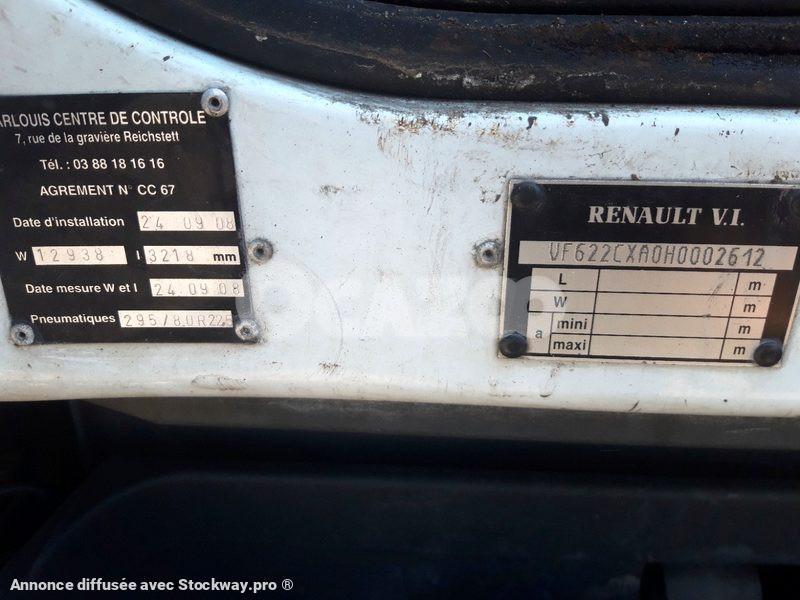 ARLOUIS CENTRE DE CONTROLE
7, rue de la gravière Reichstett
Tél. : 03 88 18 16 16
AGREMENT N° CC 67
Date d'installation 24 09 08
W 12938 l 3218 mm
Date mesure W et l 24 09 08
Pneumatiques 295/80R225
RENAULT V.I.
VF622CXA0H0002612
L m
W m
a mini m
maxi m
OCAZOO
Annonce diffusée avec Stockway.pro ®